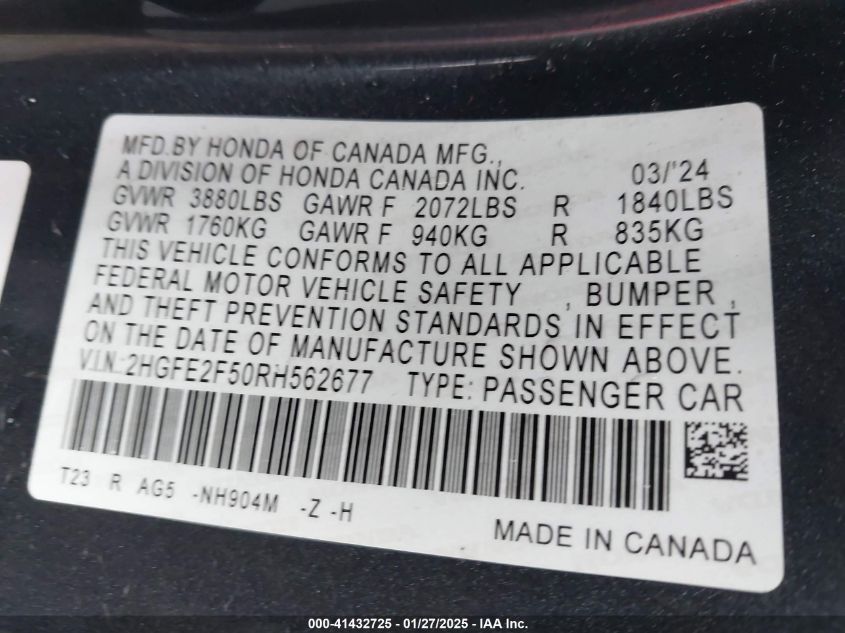 MFD.BY HONDA OF CANADA MFG.,
A DIVISION OF HONDA CANADA INC. 03/'24
GVWR 3880LBS GAWR F 2072LBS R 1840LBS
GVWR 1760KG GAWR F 940KG R 835KG
THIS VEHICLE CONFORMS TO ALL APPLICABLE
FEDERAL MOTOR VEHICLE SAFETY , BUMPER ,
AND THEFT PREVENTION STANDARDS IN EFFECT
ON THE DATE OF MANUFACTURE SHOWN ABOVE.
V.I.N.:2HGFE2F50RH562677 TYPE: PASSENGER CAR
T23 R AG5 -NH904M -Z -H
MADE IN CANADA
000-41432725 - 01/27/2025 - IAA Inc.